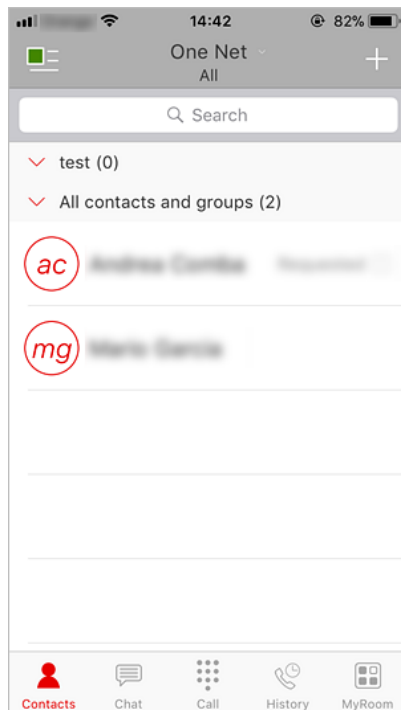 14:42
82%
One Net
All
Search
test (0)
All contacts and groups (2)
ac
mg
Contacts
Chat
Call
History
MyRoom